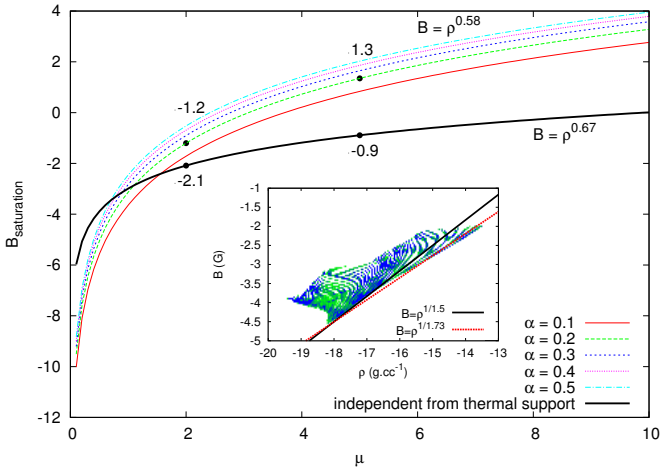 4
2
0
-2
-4
-6
-8
-10
-12
B_saturation
0
2
4
6
8
10
μ
1.3
B = ρ^0.58
-1.2
B = ρ^0.67
-0.9
-2.1
-1
-1.5
-2
-2.5
-3
-3.5
-4
-4.5
-5
B (G)
B=ρ^1/1.5
B=ρ^1/1.73
-20
-19
-18
-17
-16
-15
-14
-13
ρ (g.cc^-1)
α = 0.1
α = 0.2
α = 0.3
α = 0.4
α = 0.5
independent from thermal support